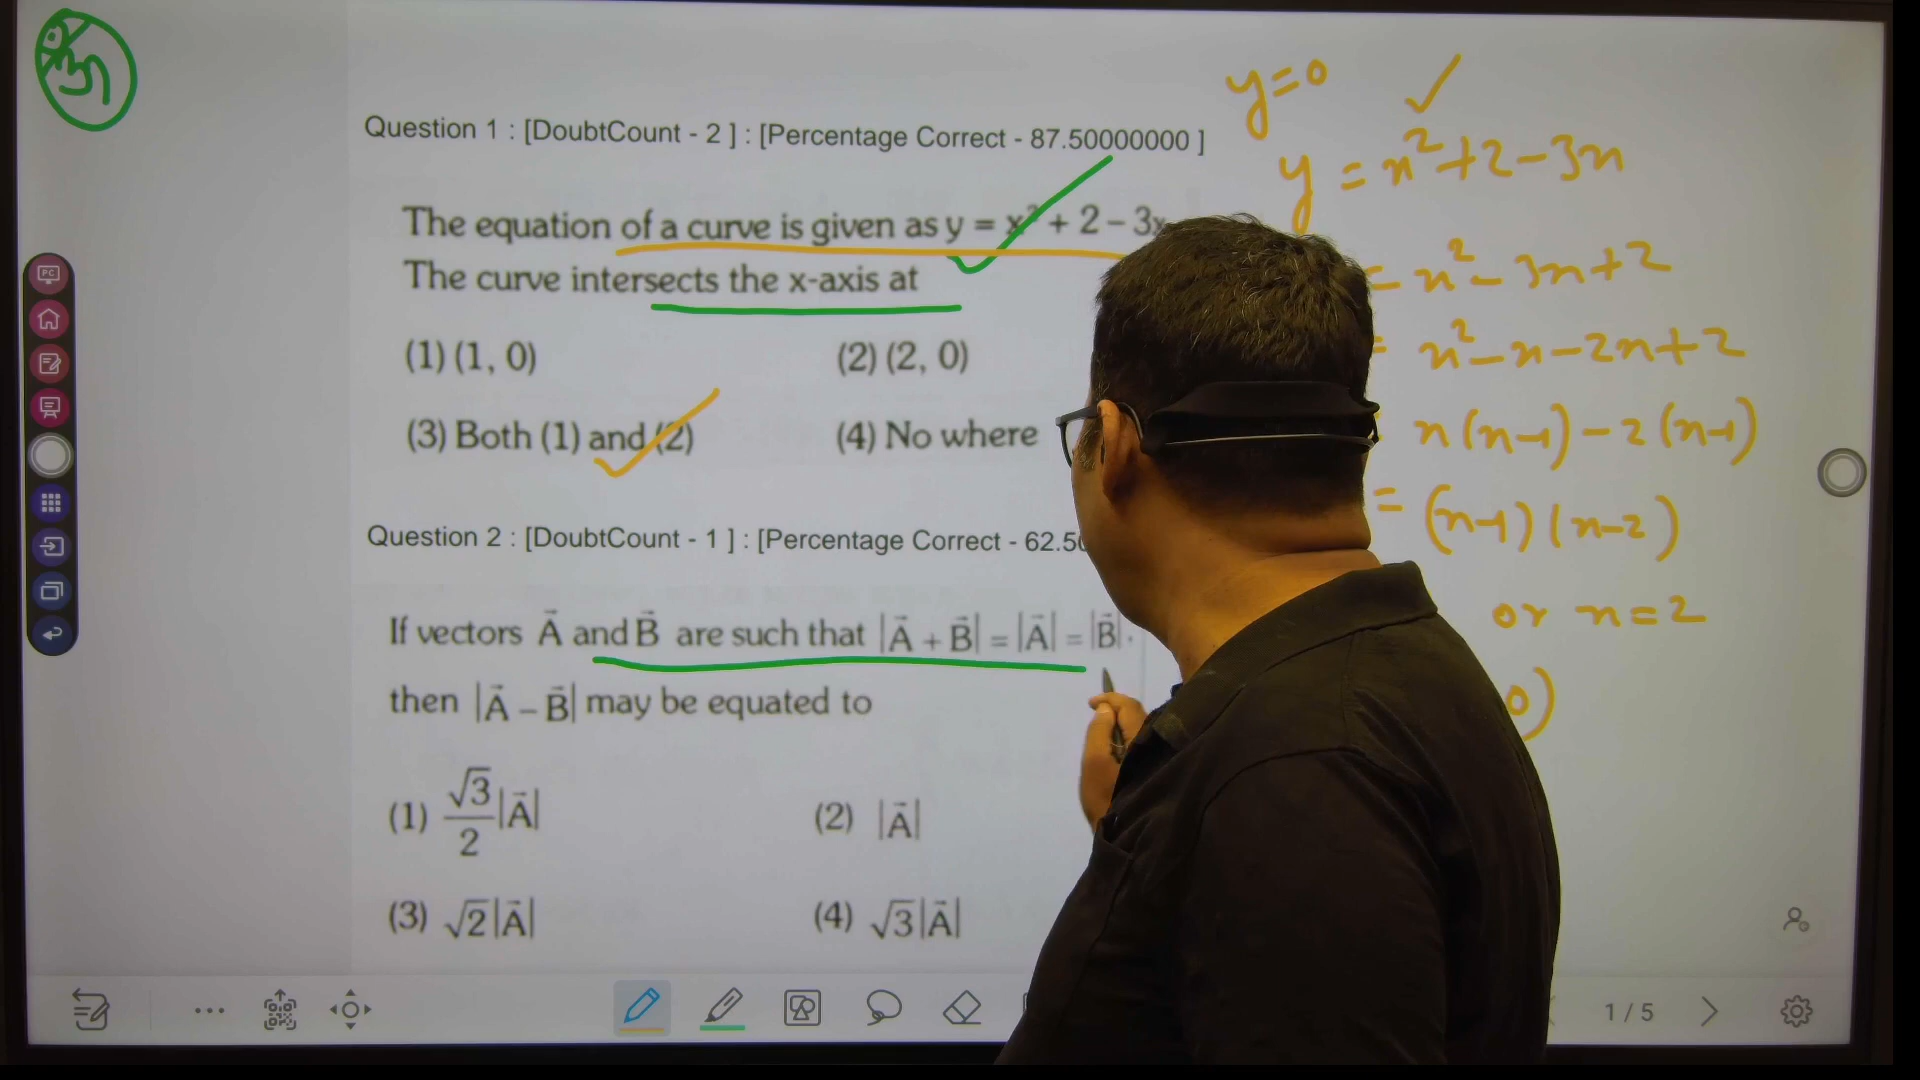 Question 1 : [DoubtCount - 2 ] : [Percentage Correct - 87.50000000 ]
The equation of a curve is given as y = x² + 2 – 3x
The curve intersects the x-axis at
(1) (1, 0)
(2) (2, 0)
(3) Both (1) and (2)
(4) No where
Question 2 : [DoubtCount - 1 ] : [Percentage Correct - 62.5
If vectors A⃗ and B⃗ are such that |A⃗ + B⃗| = |A⃗| = |B⃗|.
then |A⃗ – B⃗| may be equated to
(1) √3/2 |A⃗|
(2) |A⃗|
(3) √2|A⃗|
(4) √3|A⃗|
y=0
y = x²+2-3x
= x²-3x+2
= x²-x-2x+2
x(x-1)-2(x-1)
= (x-1)(x-2)
or x=2
0)
PC
1 / 5